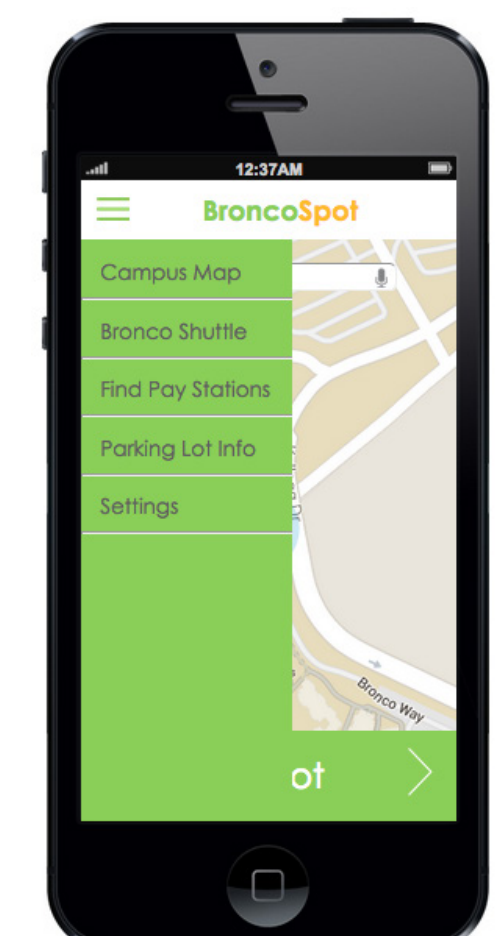 12:37AM
BroncoSpot
Campus Map
Bronco Shuttle
Find Pay Stations
Parking Lot Info
Settings
Bronco Way
ot